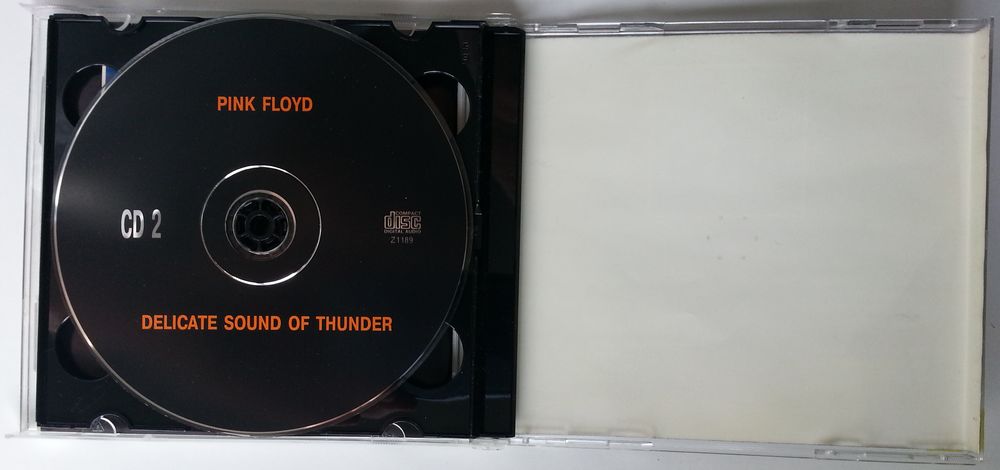 PINK FLOYD
CD 2
COMPACT
disc
DIGITAL AUDIO
Z1189
DELICATE SOUND OF THUNDER